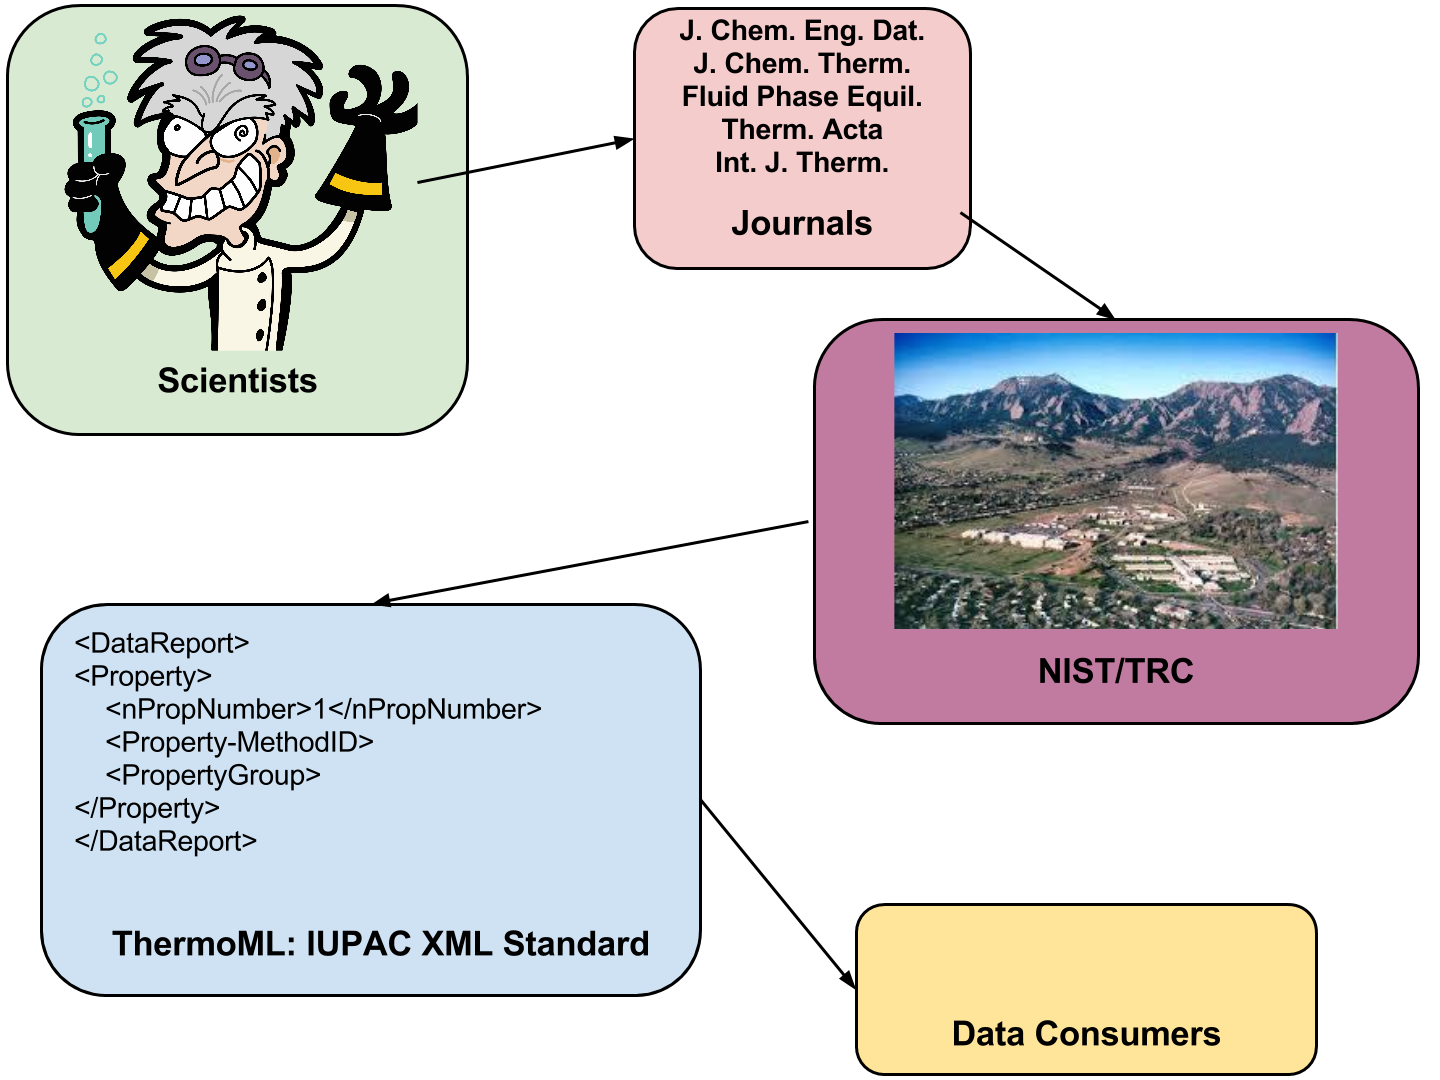 J. Chem. Eng. Dat.
J. Chem. Therm.
Fluid Phase Equil.
Therm. Acta
Int. J. Therm.
Journals
Scientists
NIST/TRC
<DataReport>
<Property>
<nPropNumber>1</nPropNumber>
<Property-MethodID>
<PropertyGroup>
</Property>
</DataReport>
ThermoML: IUPAC XML Standard
Data Consumers